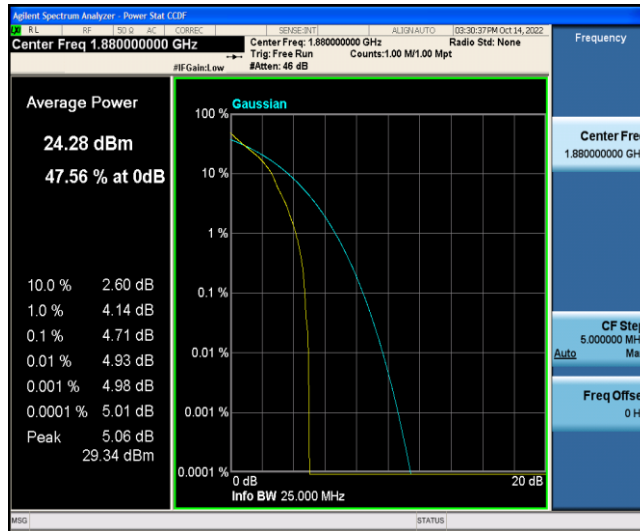 Agilent Spectrum Analyzer - Power Stat CCDF
RL RF 50 Ω AC CORREC SENSE:INT ALIGNAUTO 03:30:37PM Oct 14, 2022
Center Freq 1.880000000 GHz
Center Freq: 1.880000000 GHz Radio Std: None
Trig: Free Run Counts:1.00 M/1.00 Mpt
#IFGain:Low #Atten: 46 dB
Frequency
Average Power
24.28 dBm
47.56 % at 0dB
10.0 % 2.60 dB
1.0 % 4.14 dB
0.1 % 4.71 dB
0.01 % 4.93 dB
0.001 % 4.98 dB
0.0001 % 5.01 dB
Peak 5.06 dB
29.34 dBm
Gaussian
100 %
10 %
1 %
0.1 %
0.01 %
0.001 %
0.0001 %
0 dB 20 dB
Info BW 25.000 MHz
Center Fre
1.880000000 GH
CF Step
5.000000 MH
Auto Ma
Freq Offse
0 H
MSG STATUS